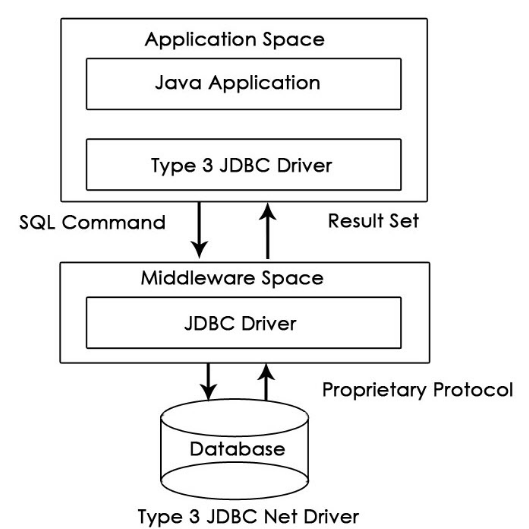 Application Space
Java Application
Type 3 JDBC Driver
SQL Command
Result Set
Middleware Space
JDBC Driver
Proprietary Protocol
Database
Type 3 JDBC Net Driver